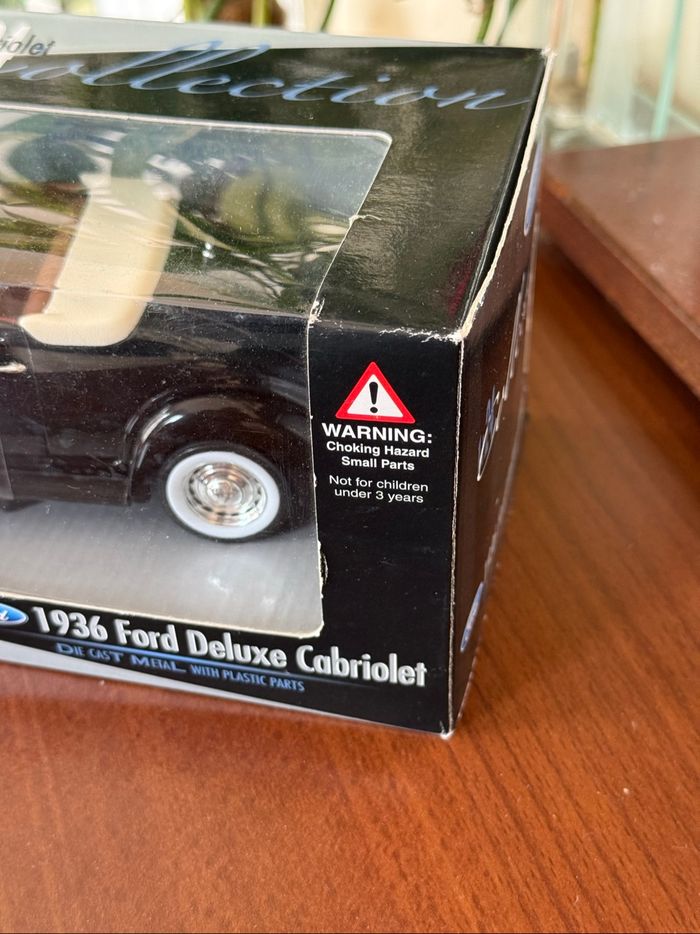 ollection
WARNING:
Choking Hazard
Small Parts
Not for children
under 3 years
1936 Ford Deluxe Cabriolet
DIE CAST METAL WITH PLASTIC PARTS